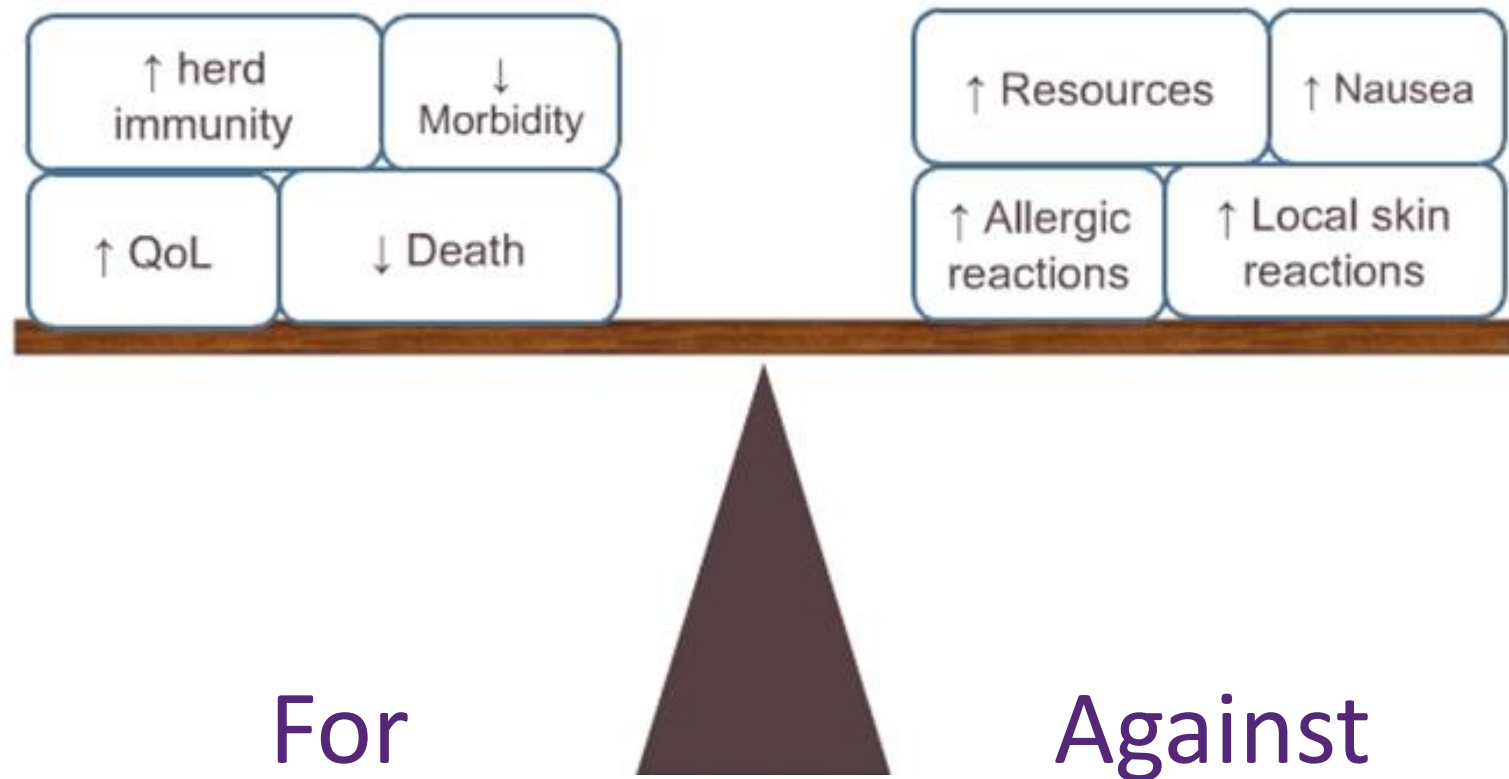 ↑ herd
immunity
↓
Morbidity
↑ QoL
↓ Death
↑ Resources
↑ Nausea
↑ Allergic
reactions
↑ Local skin
reactions
For
Against